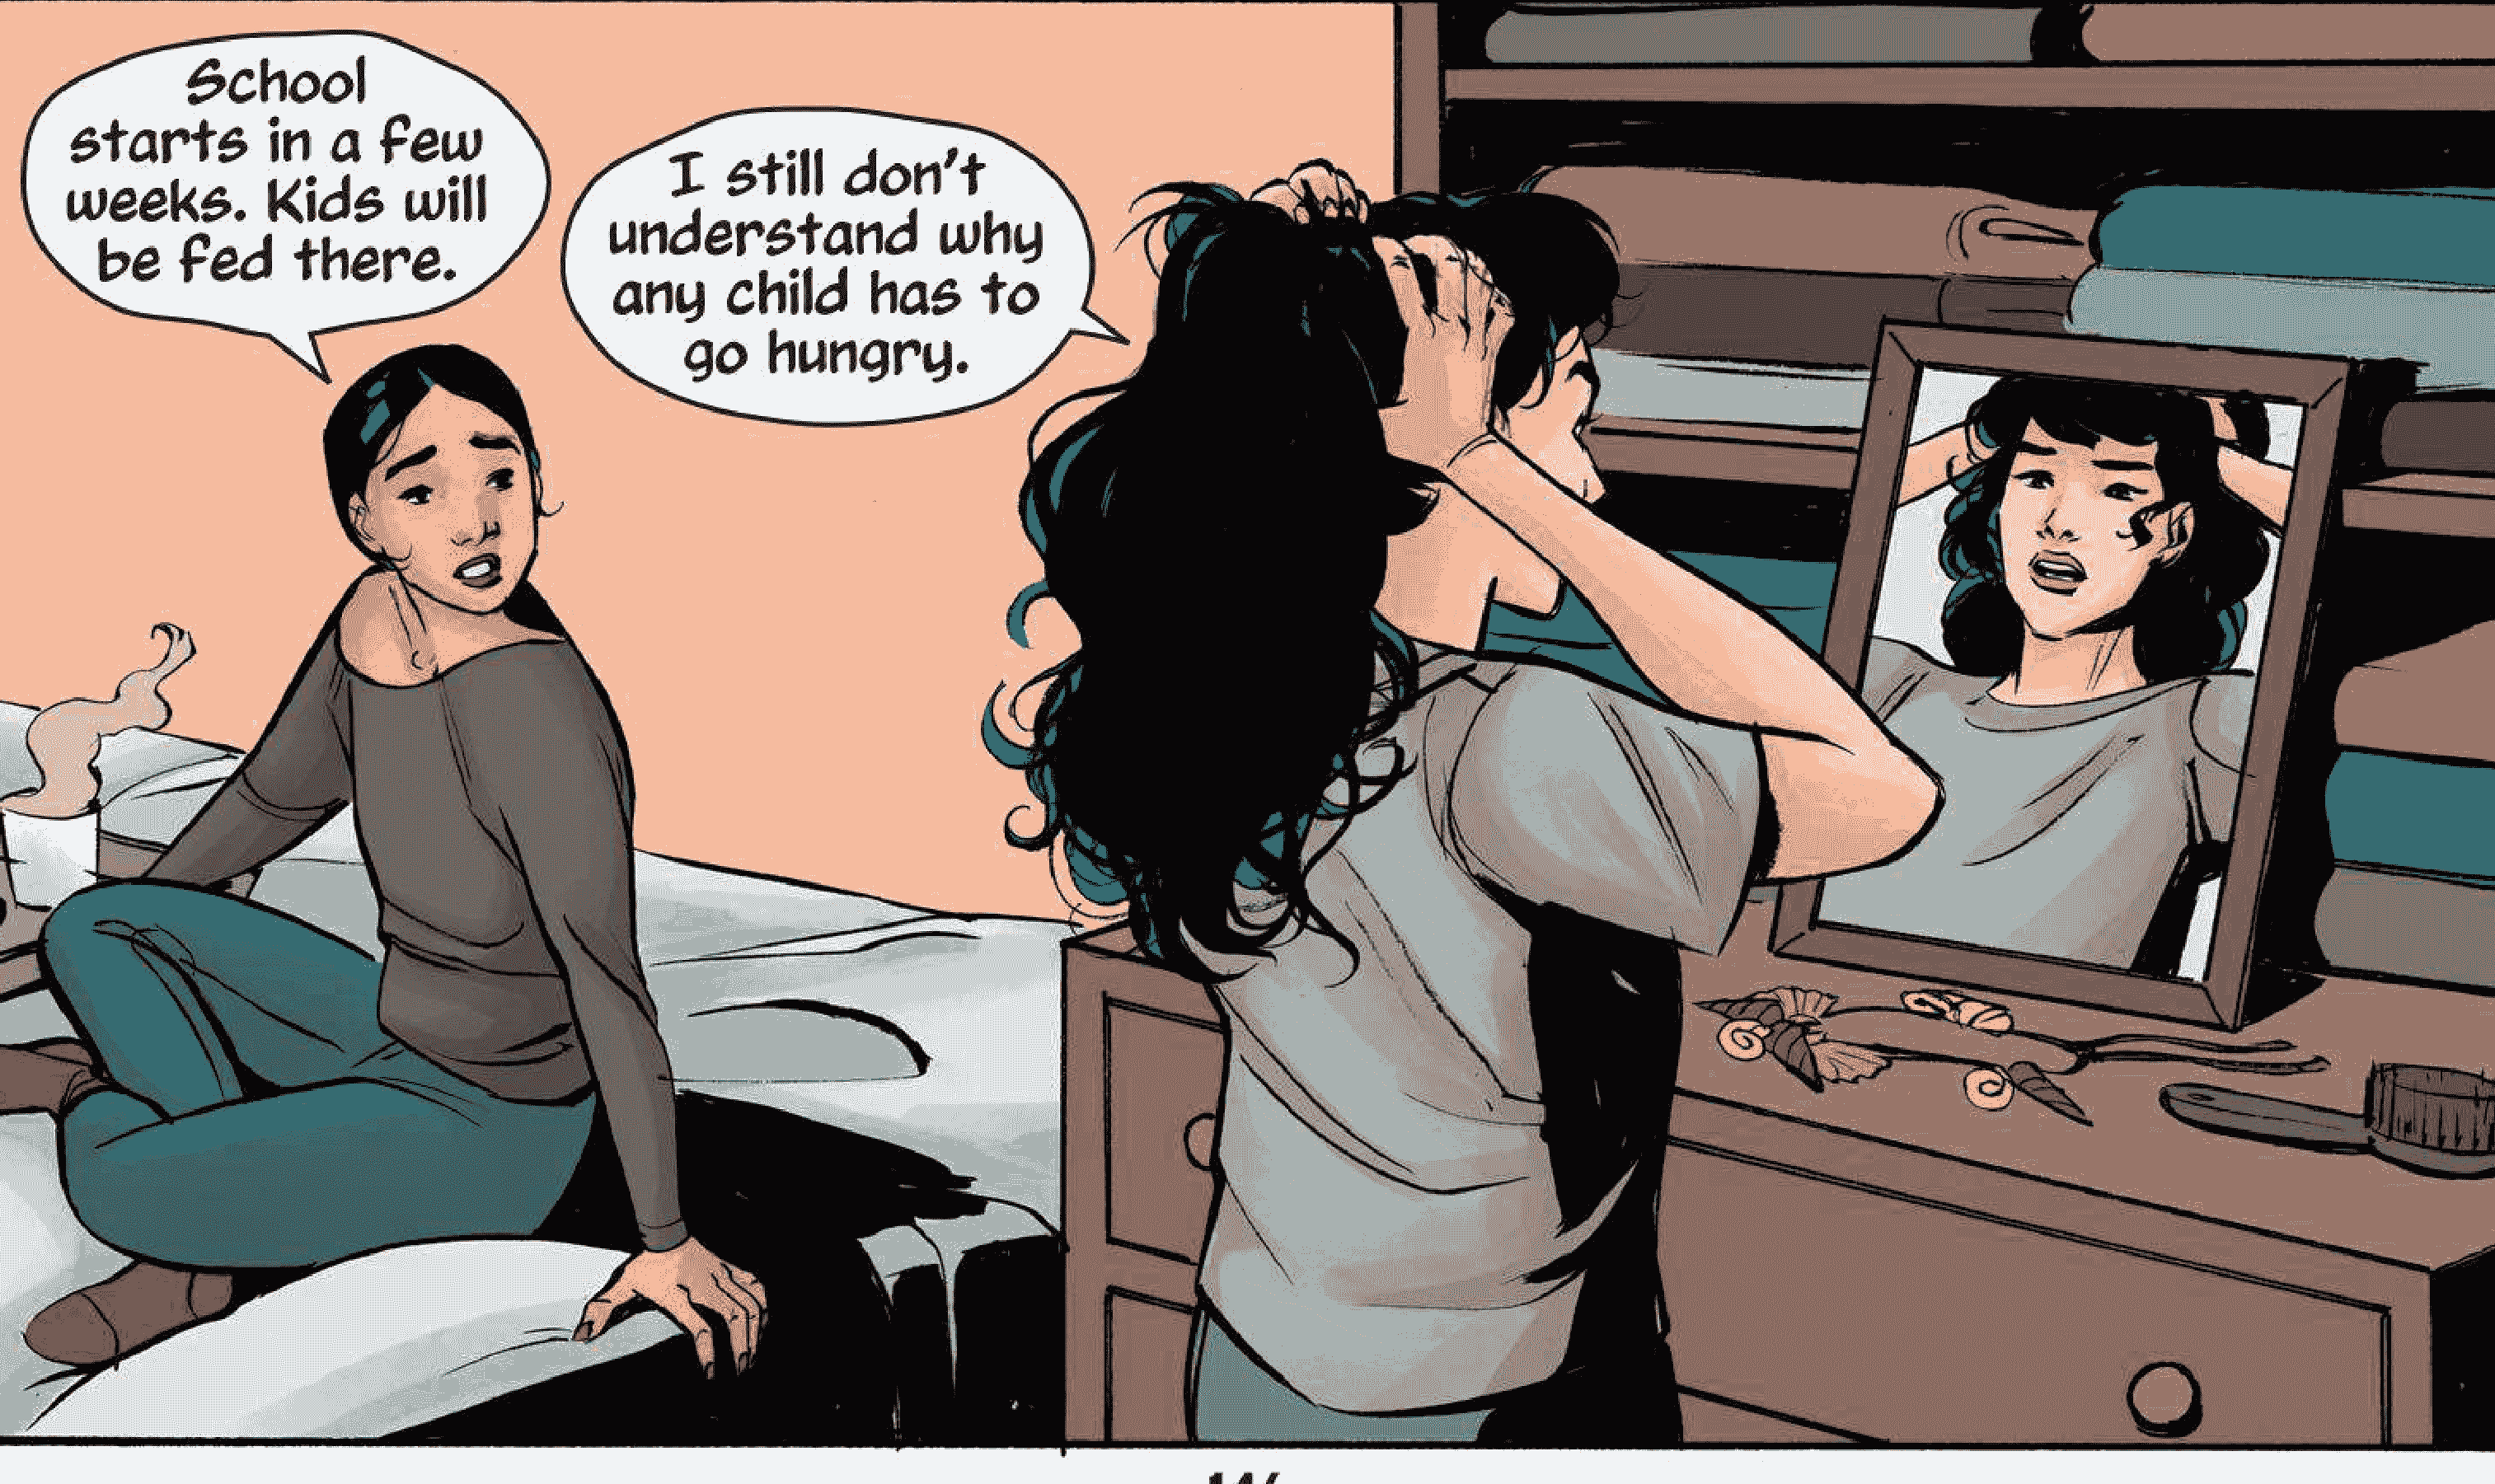 School
starts in a few
weeks. Kids will
be fed there.
I still don't
understand why
any child has to
go hungry.